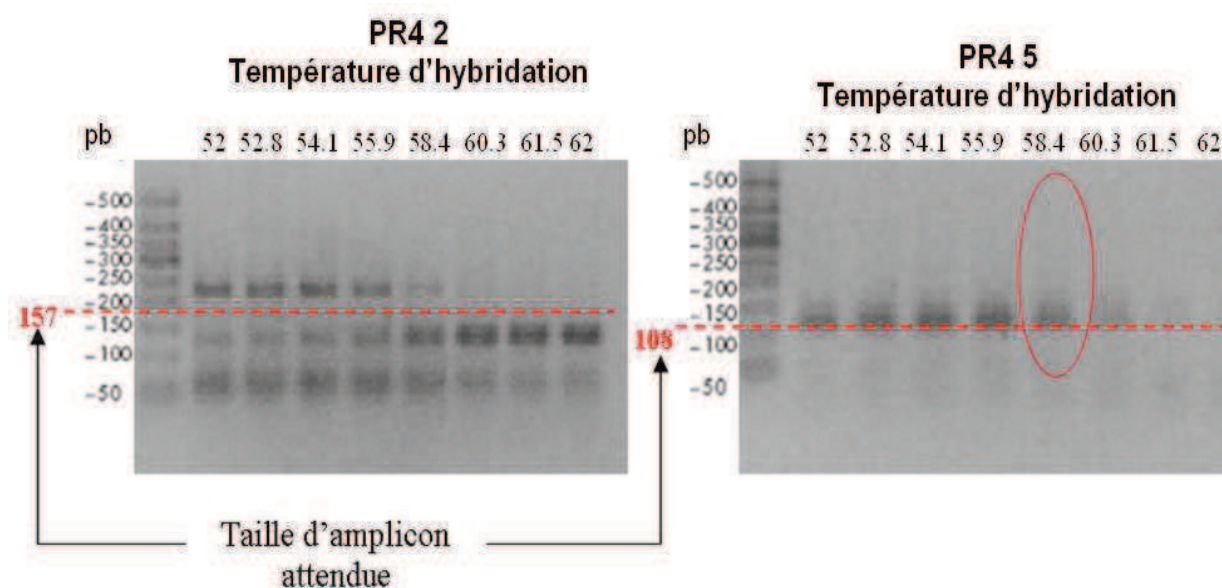 PR4 2
Température d'hybridation
pb
52 52.8 54.1 55.9 58.4 60.3 61.5 62
-500
-400
-350
-300
-250
-200
157
-150
-100
-50
PR4 5
Température d'hybridation
pb
52 52.8 54.1 55.9 58.4 60.3 61.5 62
-500
-400
-350
-300
-250
-200
-150
108
-100
-50
Taille d'amplicon
attendue